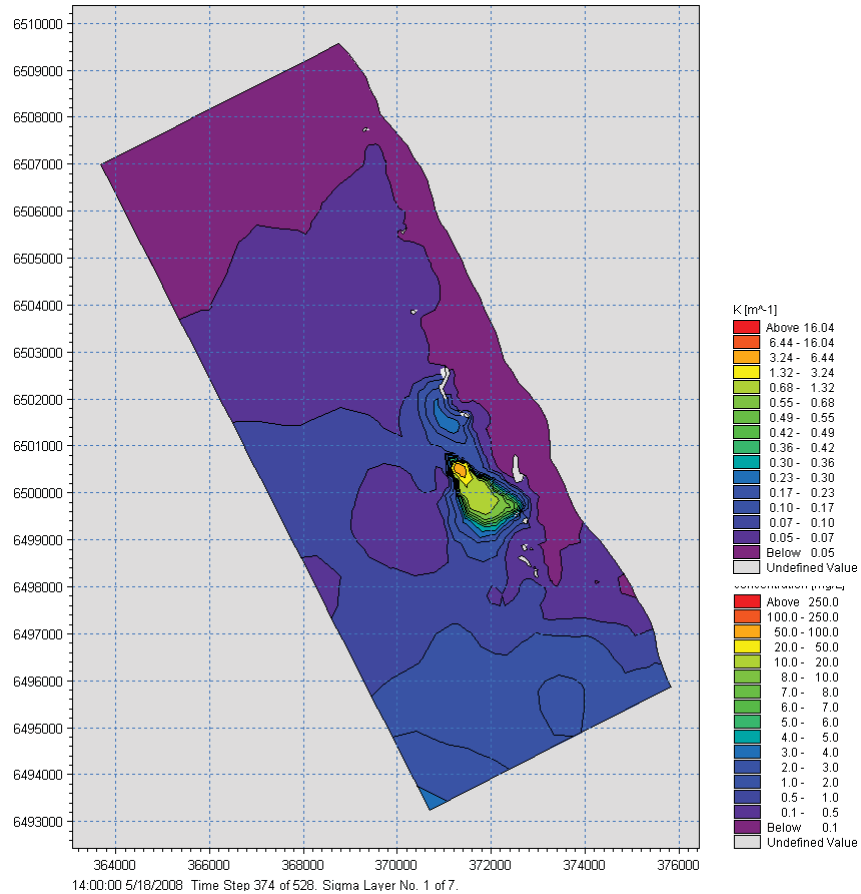 6510000
6509000
6508000
6507000
6506000
6505000
6504000
6503000
6502000
6501000
6500000
6499000
6498000
6497000
6496000
6495000
6494000
6493000
364000 366000 368000 370000 372000 374000 376000
14:00:00 5/18/2008 Time Step 374 of 528. Sigma Layer No. 1 of 7.
K [m^-1]
Above 16.04
6.44 - 16.04
3.24 - 6.44
1.32 - 3.24
0.68 - 1.32
0.55 - 0.68
0.49 - 0.55
0.42 - 0.49
0.36 - 0.42
0.30 - 0.36
0.23 - 0.30
0.17 - 0.23
0.10 - 0.17
0.07 - 0.10
0.05 - 0.07
Below 0.05
Undefined Value
concentration [mg/L]
Above 250.0
100.0 - 250.0
50.0 - 100.0
20.0 - 50.0
10.0 - 20.0
8.0 - 10.0
7.0 - 8.0
6.0 - 7.0
5.0 - 6.0
4.0 - 5.0
3.0 - 4.0
2.0 - 3.0
1.0 - 2.0
0.5 - 1.0
0.1 - 0.5
Below 0.1
Undefined Value